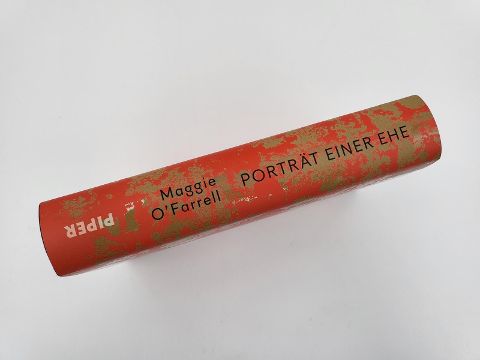 Maggie
O'Farrell
PORTRÄT EINER EHE
PIPER